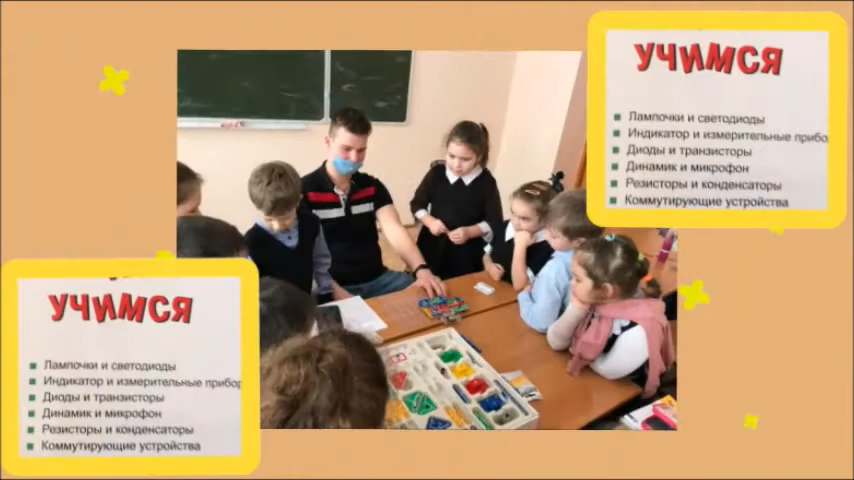 УЧИМСЯ
Лампочки и светодиоды
Индикатор и измерительные прибо
Диоды и транзисторы
Динамик и микрофон
Резисторы и конденсаторы
Коммутирующие устройства
УЧИМСЯ
Лампочки и светодиоды
Индикатор и измерительные прибор
Диоды и транзисторы
Динамик и микрофон
Резисторы и конденсаторы
Коммутирующие устройства